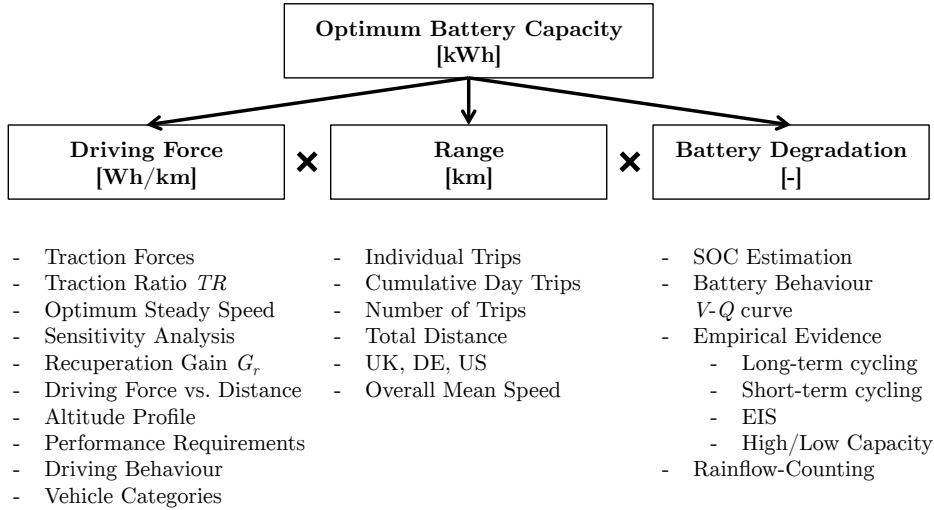 Optimum Battery Capacity
[kWh]
Driving Force
[Wh/km]
×
Range
[km]
×
Battery Degradation
[-]
- Traction Forces
- Traction Ratio TR
- Optimum Steady Speed
- Sensitivity Analysis
- Recuperation Gain Gr
- Driving Force vs. Distance
- Altitude Profile
- Performance Requirements
- Driving Behaviour
- Vehicle Categories
- Individual Trips
- Cumulative Day Trips
- Number of Trips
- Total Distance
- UK, DE, US
- Overall Mean Speed
- SOC Estimation
- Battery Behaviour
V-Q curve
- Empirical Evidence
- Long-term cycling
- Short-term cycling
- EIS
- High/Low Capacity
- Rainflow-Counting